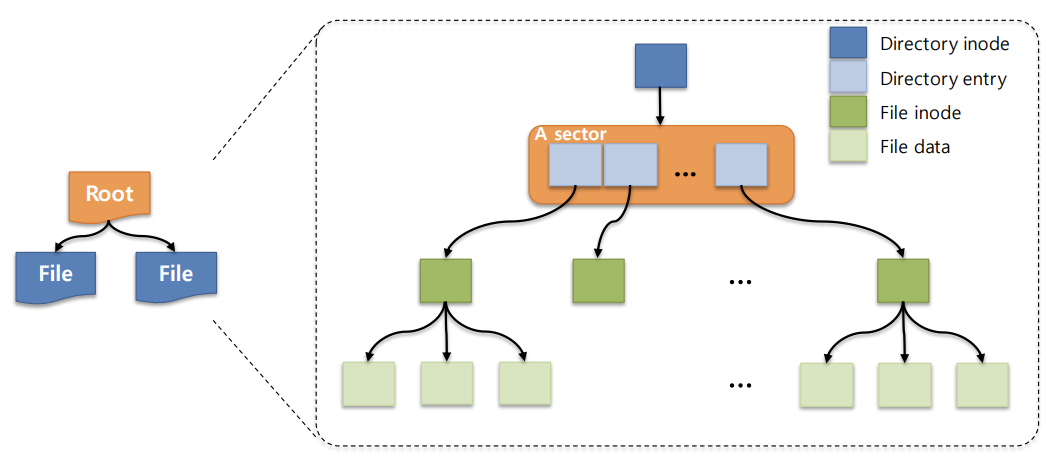 Root
File
File
A sector
...
...
...
Directory inode
Directory entry
File inode
File data